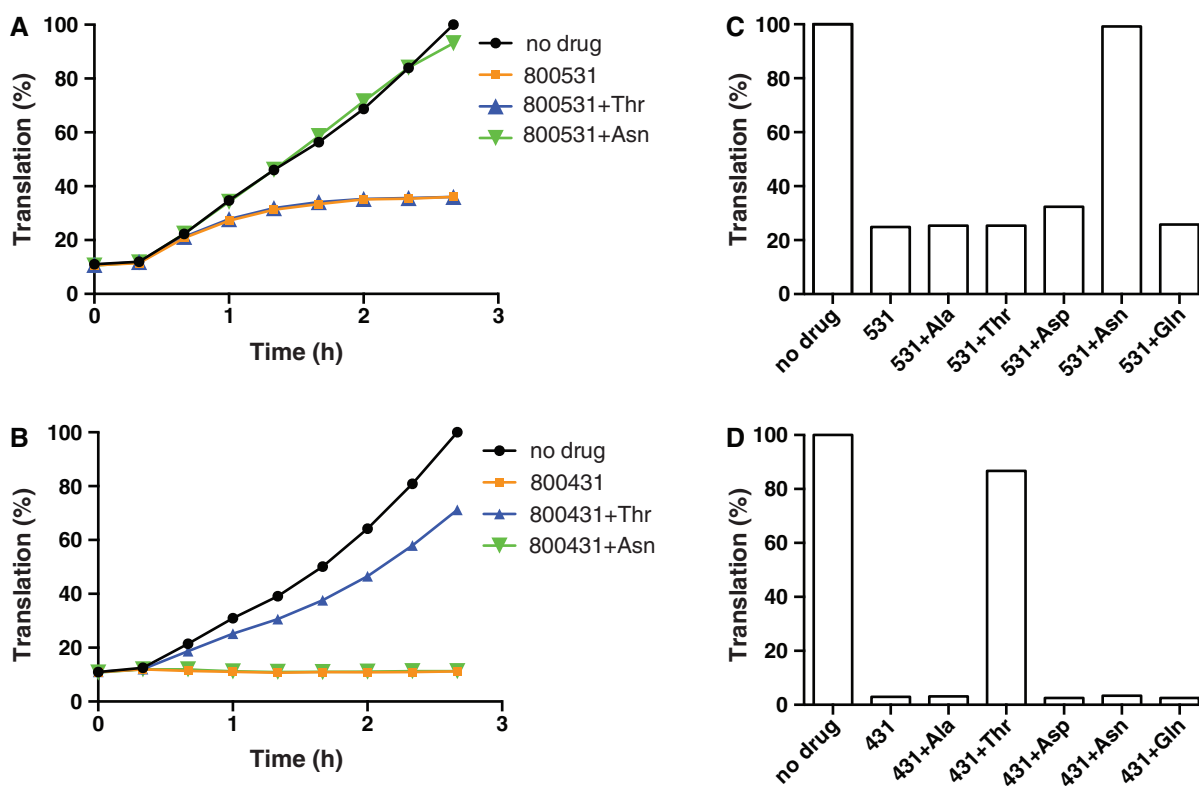 A
Translation (%)
100
80
60
40
20
0
0 1 2 3
Time (h)
no drug
800531
800531+Thr
800531+Asn
C
Translation (%)
100
80
60
40
20
0
no drug
531
531+Ala
531+Thr
531+Asp
531+Asn
531+Gln
B
Translation (%)
100
80
60
40
20
0
0 1 2 3
Time (h)
no drug
800431
800431+Thr
800431+Asn
D
Translation (%)
100
80
60
40
20
0
no drug
431
431+Ala
431+Thr
431+Asp
431+Asn
431+Gln